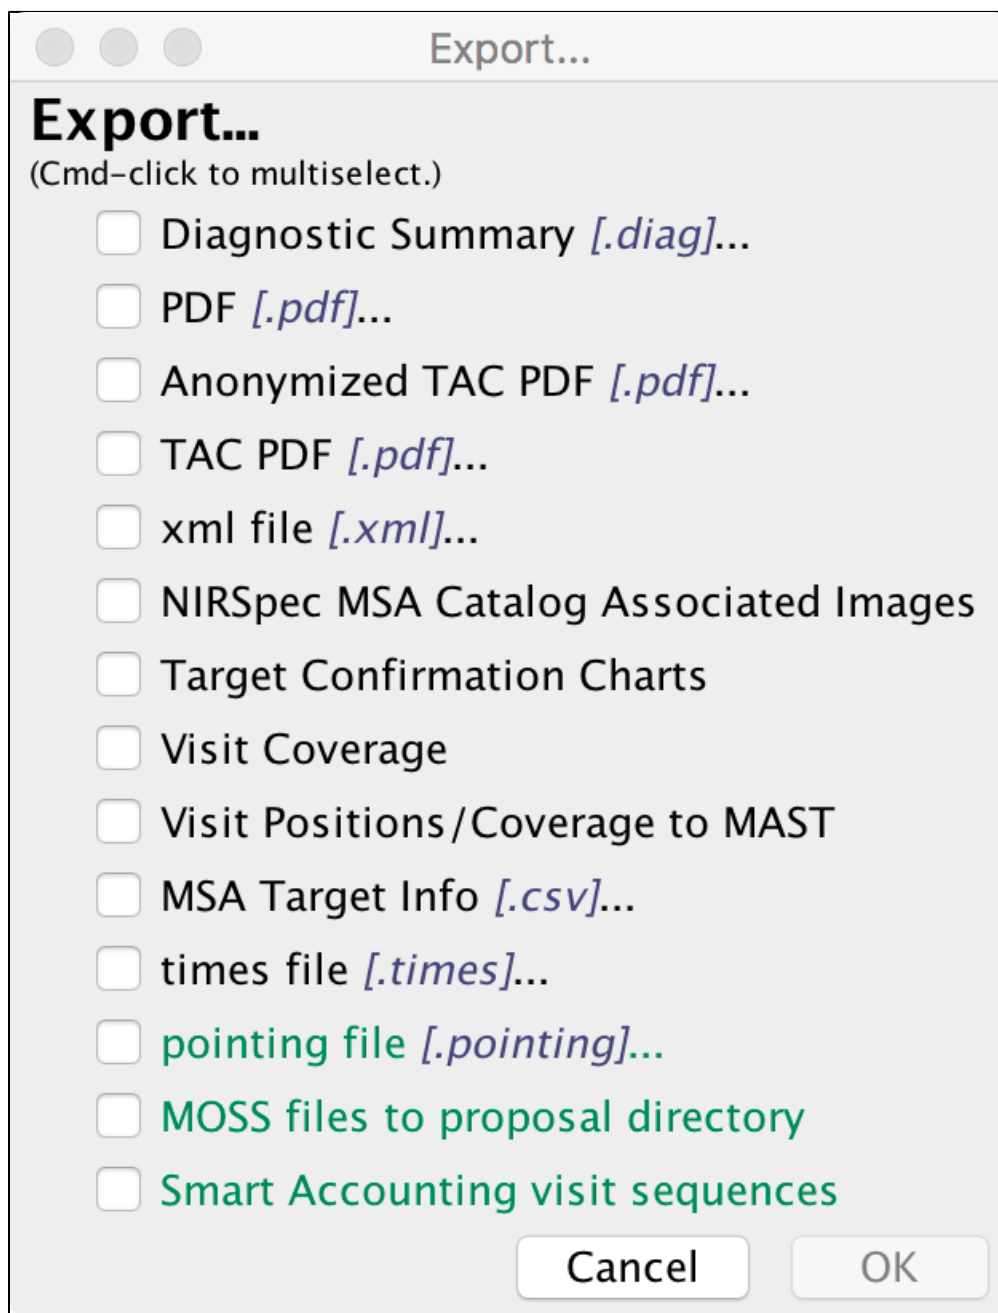 Export...
Export...
(Cmd-click to multiselect.)
Diagnostic Summary [.diag]...
PDF [.pdf]...
Anonymized TAC PDF [.pdf]...
TAC PDF [.pdf]...
xml file [.xml]...
NIRSpec MSA Catalog Associated Images
Target Confirmation Charts
Visit Coverage
Visit Positions/Coverage to MAST
MSA Target Info [.csv]...
times file [.times]...
pointing file [.pointing]...
MOSS files to proposal directory
Smart Accounting visit sequences
Cancel OK